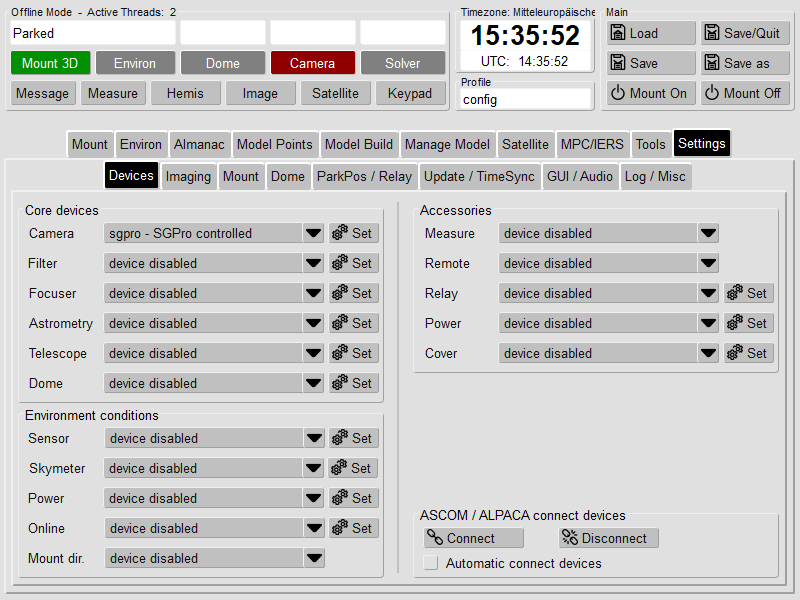 Offline Mode - Active Threads: 2
Parked
Mount 3D Environ Dome Camera Solver
Message Measure Hemis Image Satellite Keypad
Timezone: Mitteleuropäische
15:35:52
UTC: 14:35:52
Profile
config
Main
Load Save/Quit
Save Save as
Mount On Mount Off
Mount Environ Almanac Model Points Model Build Manage Model Satellite MPC/IERS Tools Settings
Devices Imaging Mount Dome ParkPos / Relay Update / TimeSync GUI / Audio Log / Misc
Core devices
Camera sgpro - SGPro controlled Set
Filter device disabled Set
Focuser device disabled Set
Astrometry device disabled Set
Telescope device disabled Set
Dome device disabled Set
Environment conditions
Sensor device disabled Set
Skymeter device disabled Set
Power device disabled Set
Online device disabled Set
Mount dir. device disabled
Accessories
Measure device disabled
Remote device disabled
Relay device disabled Set
Power device disabled Set
Cover device disabled Set
ASCOM / ALPACA connect devices
Connect Disconnect
Automatic connect devices